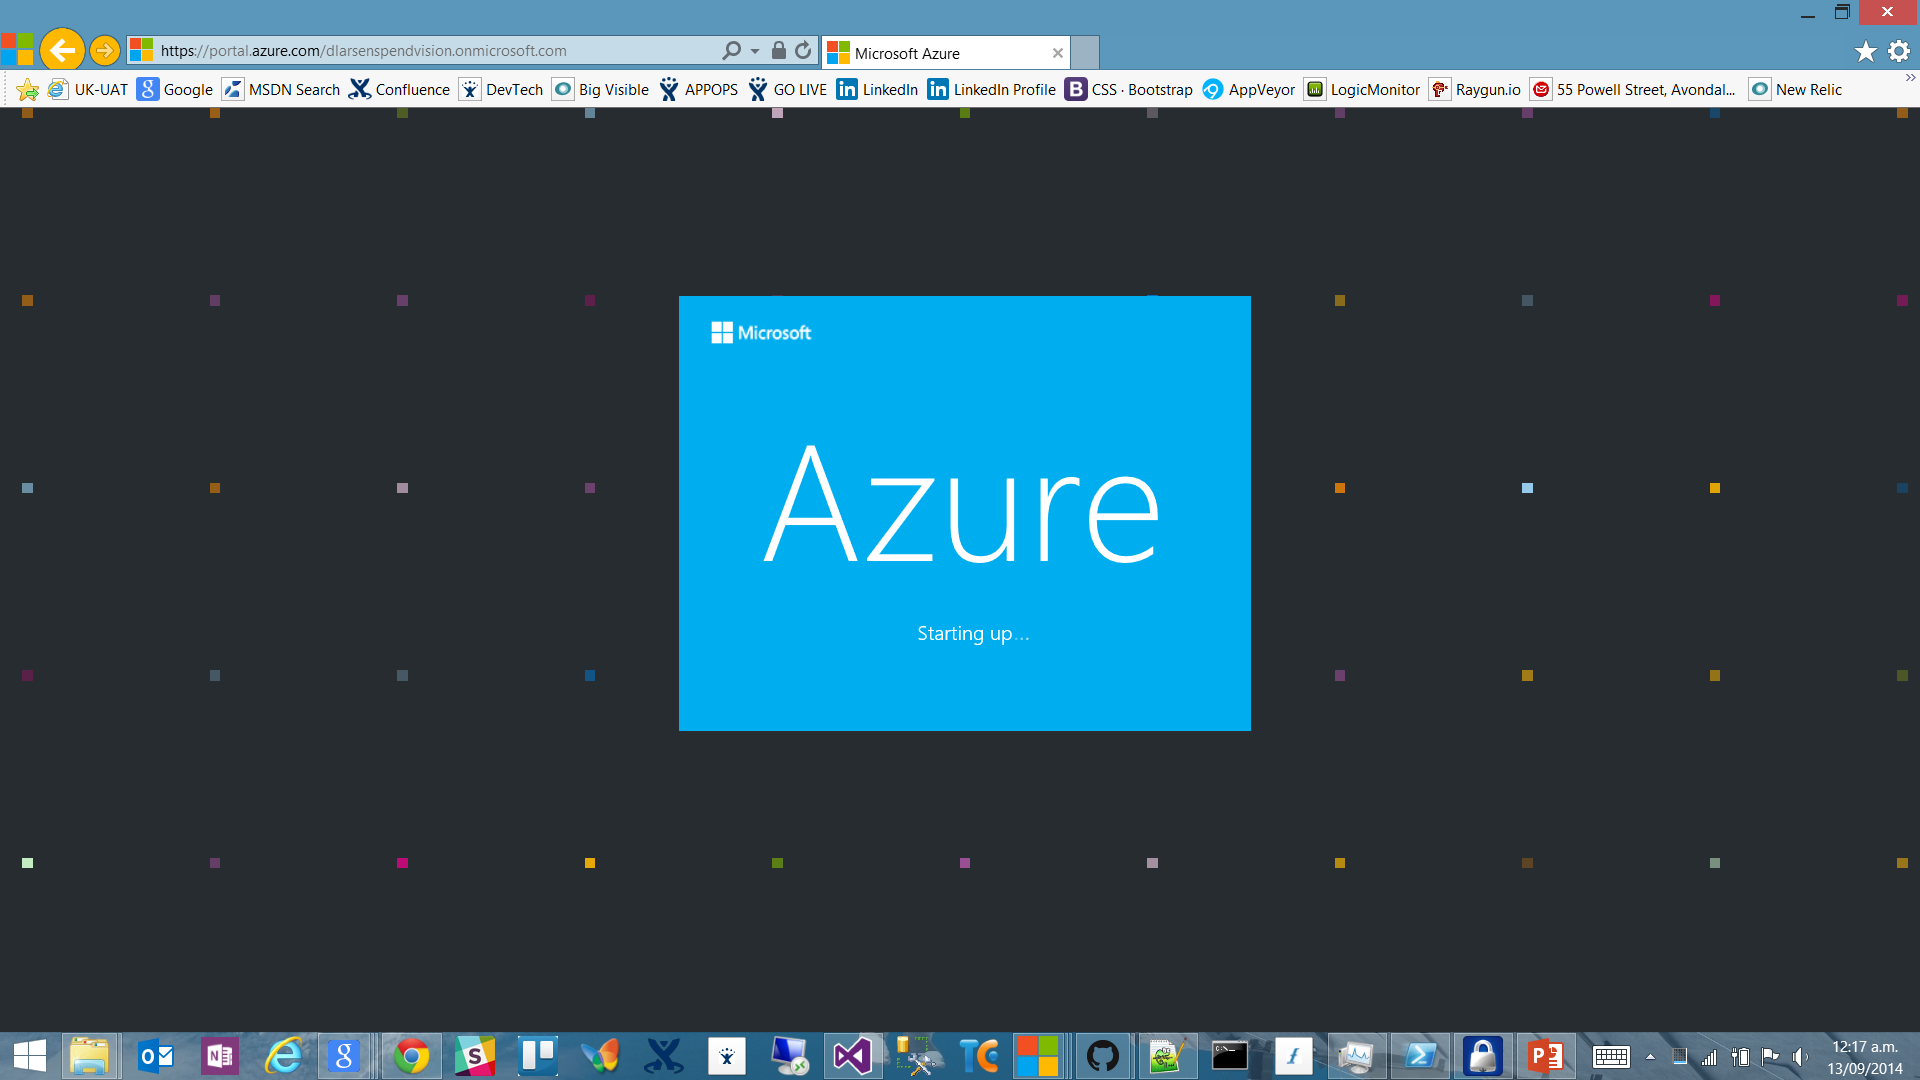 https://portal.azure.com/dlarsenspendvision.onmicrosoft.com
Microsoft Azure
UK-UAT Google MSDN Search Confluence DevTech Big Visible APPOPS GO LIVE LinkedIn LinkedIn Profile CSS · Bootstrap AppVeyor LogicMonitor Raygun.io 55 Powell Street, Avondal... New Relic
Microsoft
Azure
Starting up...
12:17 a.m.
13/09/2014